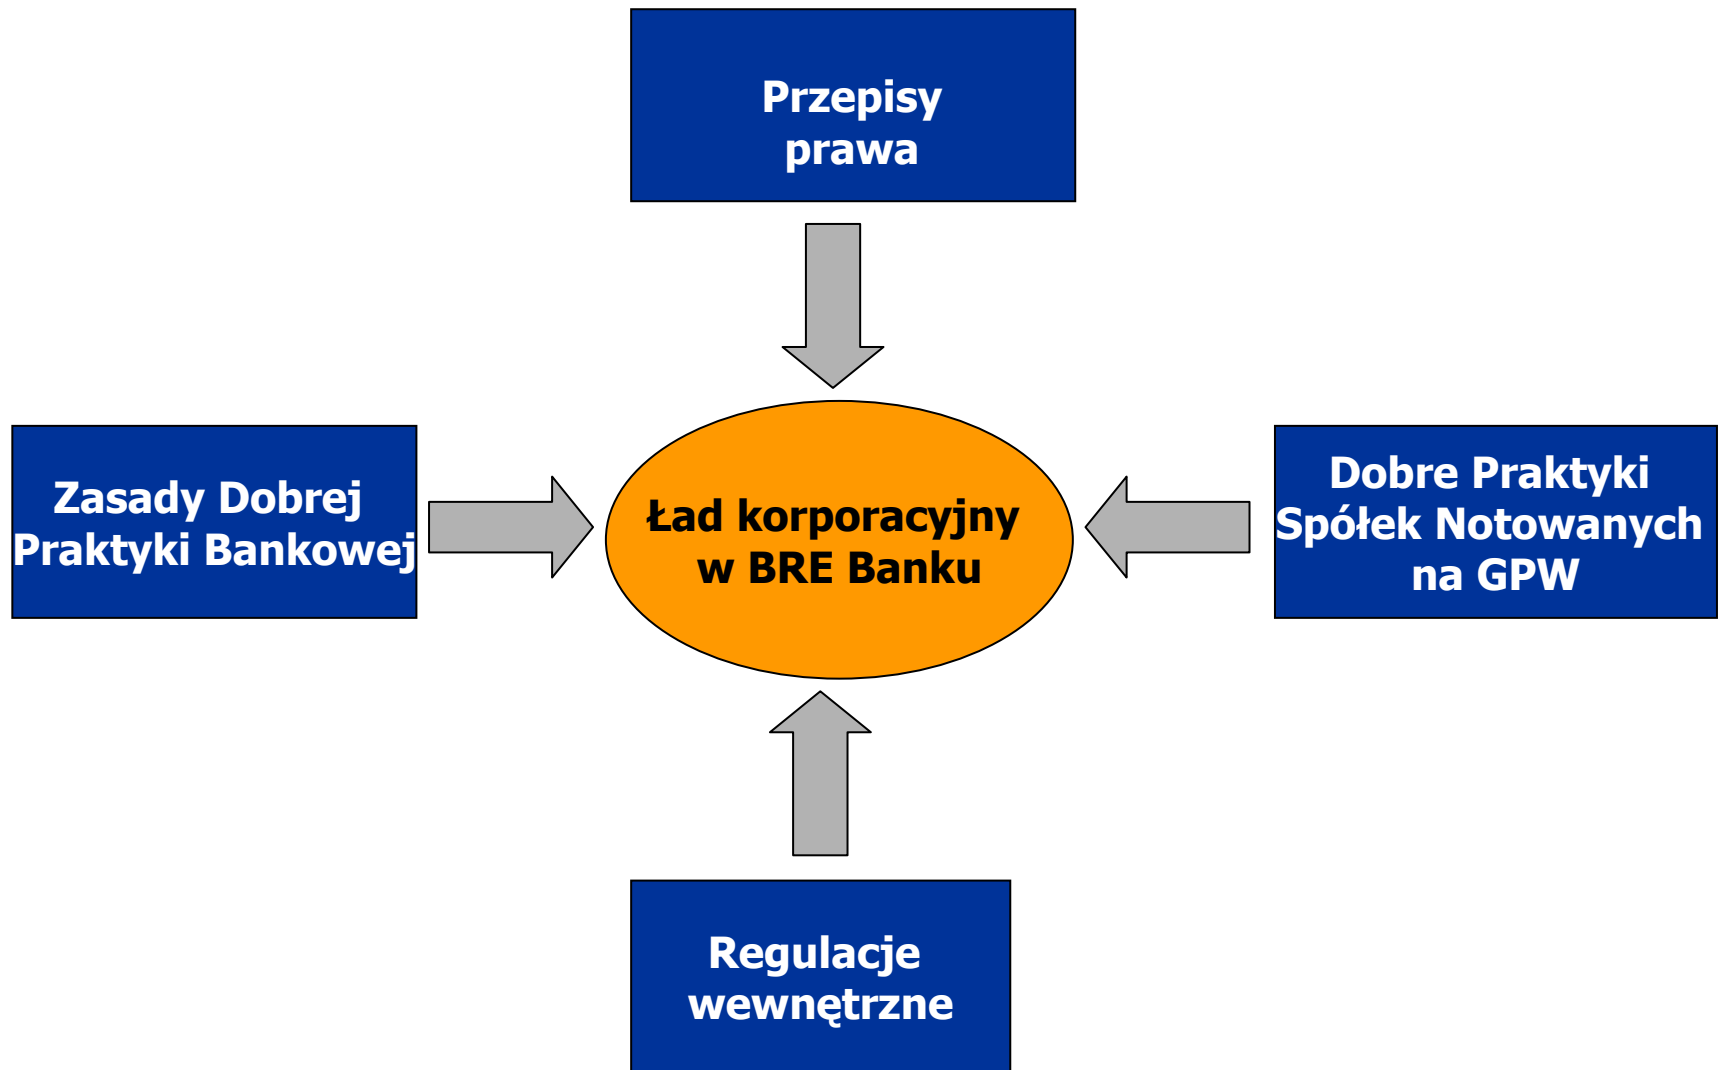 Przepisy
prawa
Zasady Dobrej
Praktyki Bankowej
Ład korporacyjny
w BRE Banku
Dobre Praktyki
Spółek Notowanych
na GPW
Regulacje
wewnętrzne